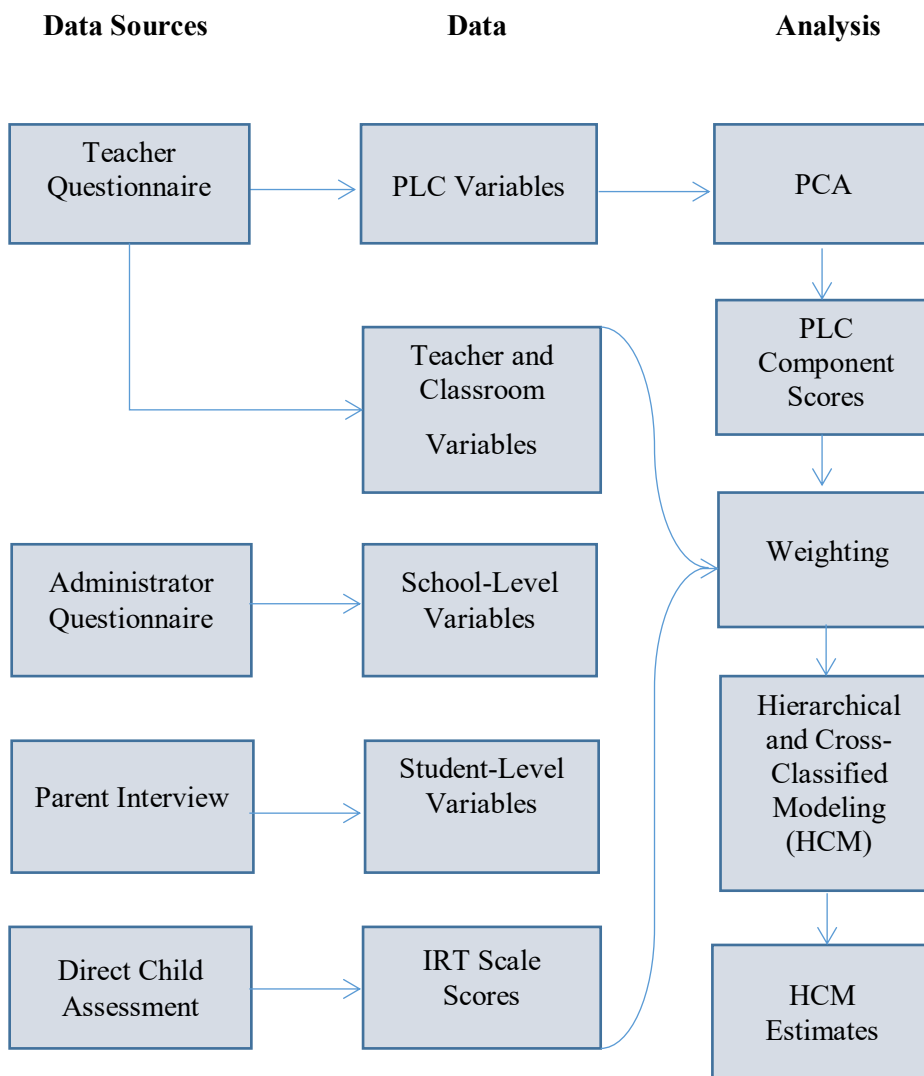 Data Sources
Data
Analysis
Teacher
Questionnaire
PLC Variables
PCA
Teacher and
Classroom
Variables
PLC
Component
Scores
Administrator
Questionnaire
School-Level
Variables
Weighting
Parent Interview
Student-Level
Variables
Hierarchical
and Cross-
Classified
Modeling
(HCM)
Direct Child
Assessment
IRT Scale
Scores
HCM
Estimates